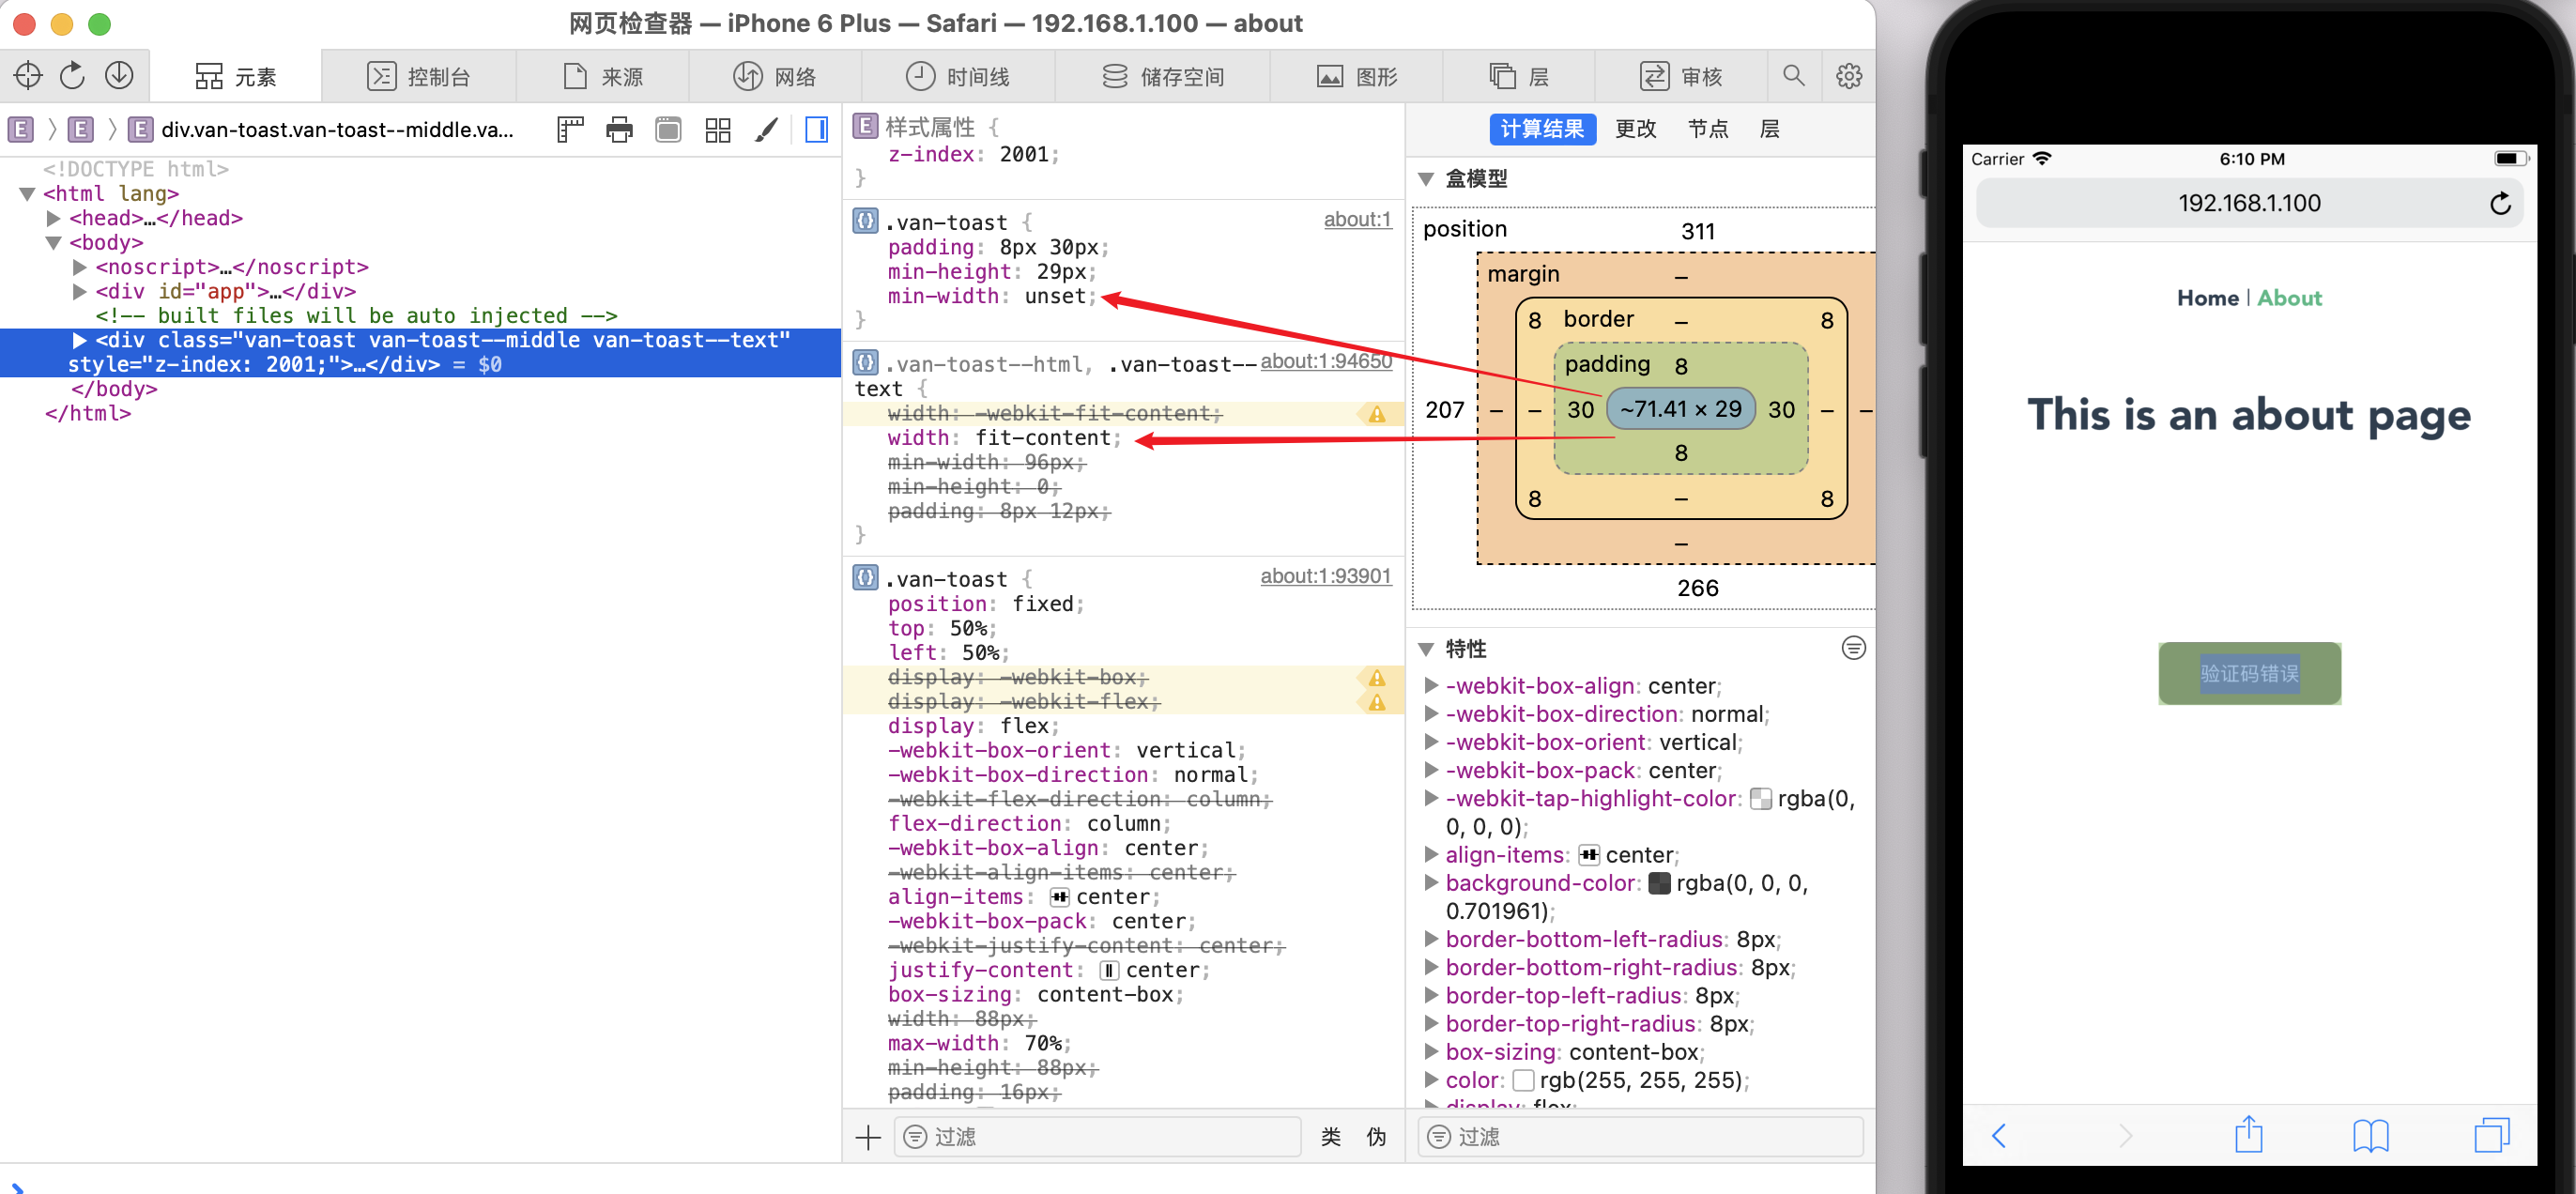 网页检查器 — iPhone 6 Plus — Safari — 192.168.1.100 — about
元素
控制台
来源
网络
时间线
储存空间
图形
层
审核
E
E
E div.van-toast.van-toast--middle.va...
<!DOCTYPE html>
<html lang>
<head>…</head>
<body>
<noscript>…</noscript>
<div id="app">…</div>
<!-- built files will be auto injected -->
<div class="van-toast van-toast--middle van-toast--text"
style="z-index: 2001;">…</div> = $0
</body>
</html>
E 样式属性 {
z-index: 2001;
}
.van-toast { about:1
padding: 8px 30px;
min-height: 29px;
min-width: unset;
}
.van-toast--html, .van-toast-- about:1:94650
text {
width: -webkit-fit-content;
width: fit-content;
min-width: 96px;
min-height: 0;
padding: 8px 12px;
}
.van-toast { about:1:93901
position: fixed;
top: 50%;
left: 50%;
display: -webkit-box;
display: -webkit-flex;
display: flex;
-webkit-box-orient: vertical;
-webkit-box-direction: normal;
-webkit-flex-direction: column;
flex-direction: column;
-webkit-box-align: center;
-webkit-align-items: center;
align-items: center;
-webkit-box-pack: center;
-webkit-justify-content: center;
justify-content: center;
box-sizing: content-box;
width: 88px;
max-width: 70%;
min-height: 88px;
padding: 16px;
过滤
类
伪
计算结果
更改
节点
层
盒模型
position 311
margin –
8 border – 8
padding 8
207 – – 30 ~71.41 × 29 30 – –
8
8 – 8
–
266
特性
-webkit-box-align: center;
-webkit-box-direction: normal;
-webkit-box-orient: vertical;
-webkit-box-pack: center;
-webkit-tap-highlight-color: rgba(0,
0, 0, 0);
align-items: center;
background-color: rgba(0, 0, 0,
0.701961);
border-bottom-left-radius: 8px;
border-bottom-right-radius: 8px;
border-top-left-radius: 8px;
border-top-right-radius: 8px;
box-sizing: content-box;
color: rgb(255, 255, 255);
display: flex;
过滤
Carrier 6:10 PM
192.168.1.100
Home | About
This is an about page
验证码错误